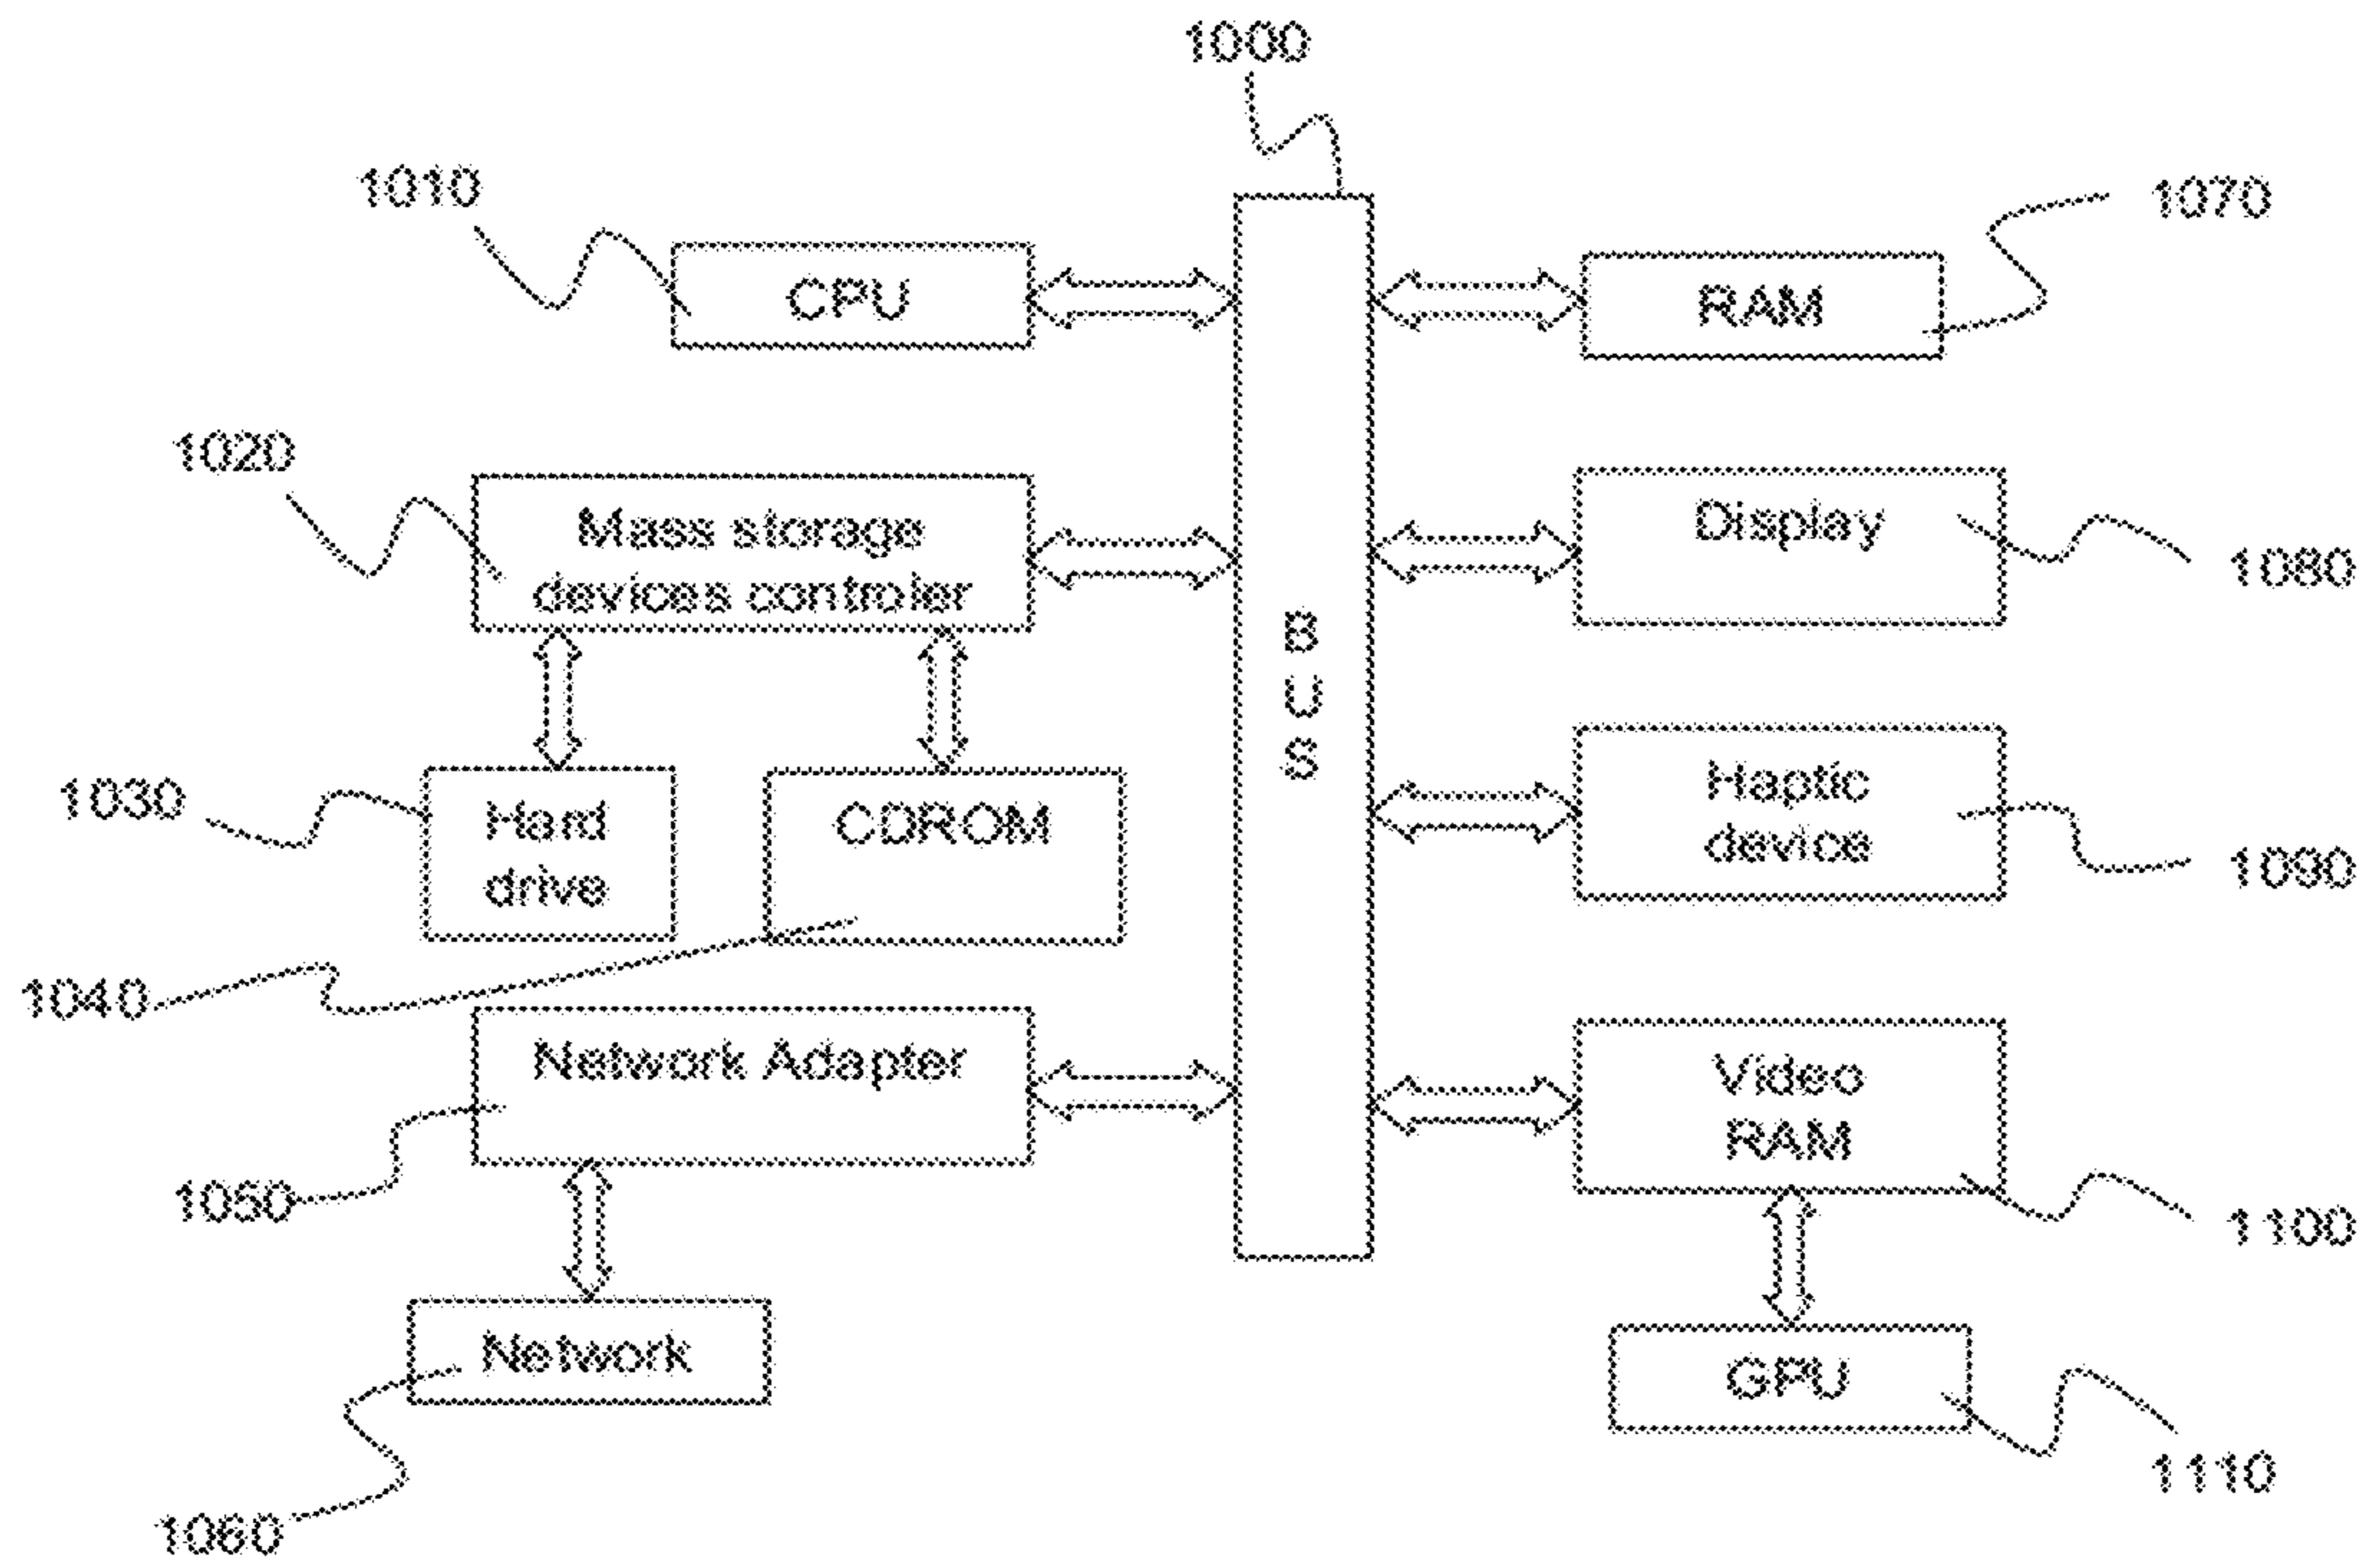 1000
1010
CPU
1070
RAM
1020
Mass storage
devices controler
Display
1080
B
U
S
1030
Hard
drive
CDROM
Haptic
device
1090
1040
Network Adapter
1050
Video
RAM
1100
Network
1060
GPU
1110